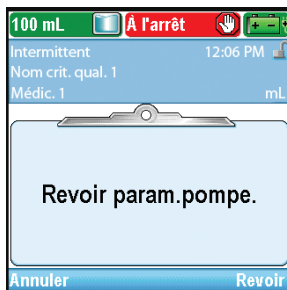 100 mL À l'arrêt
Intermittent 12:06 PM
Nom crit. qual. 1
Médic. 1 mL
Revoir param.pompe.
Annuler Revoir